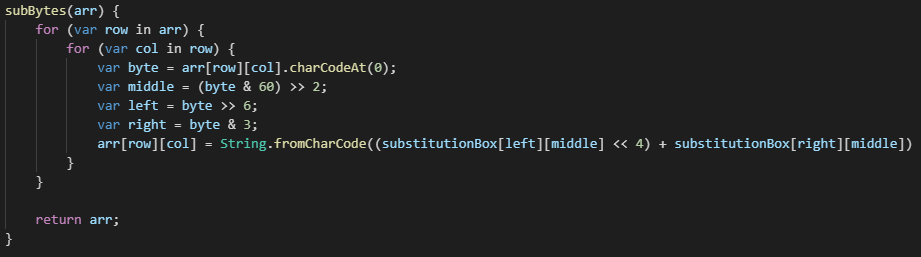 subBytes(arr) {
    for (var row in arr) {
        for (var col in row) {
            var byte = arr[row][col].charCodeAt(0);
            var middle = (byte & 60) >> 2;
            var left = byte >> 6;
            var right = byte & 3;
            arr[row][col] = String.fromCharCode((substitutionBox[left][middle] << 4) + substitutionBox[right][middle])
        }
    }

    return arr;
}